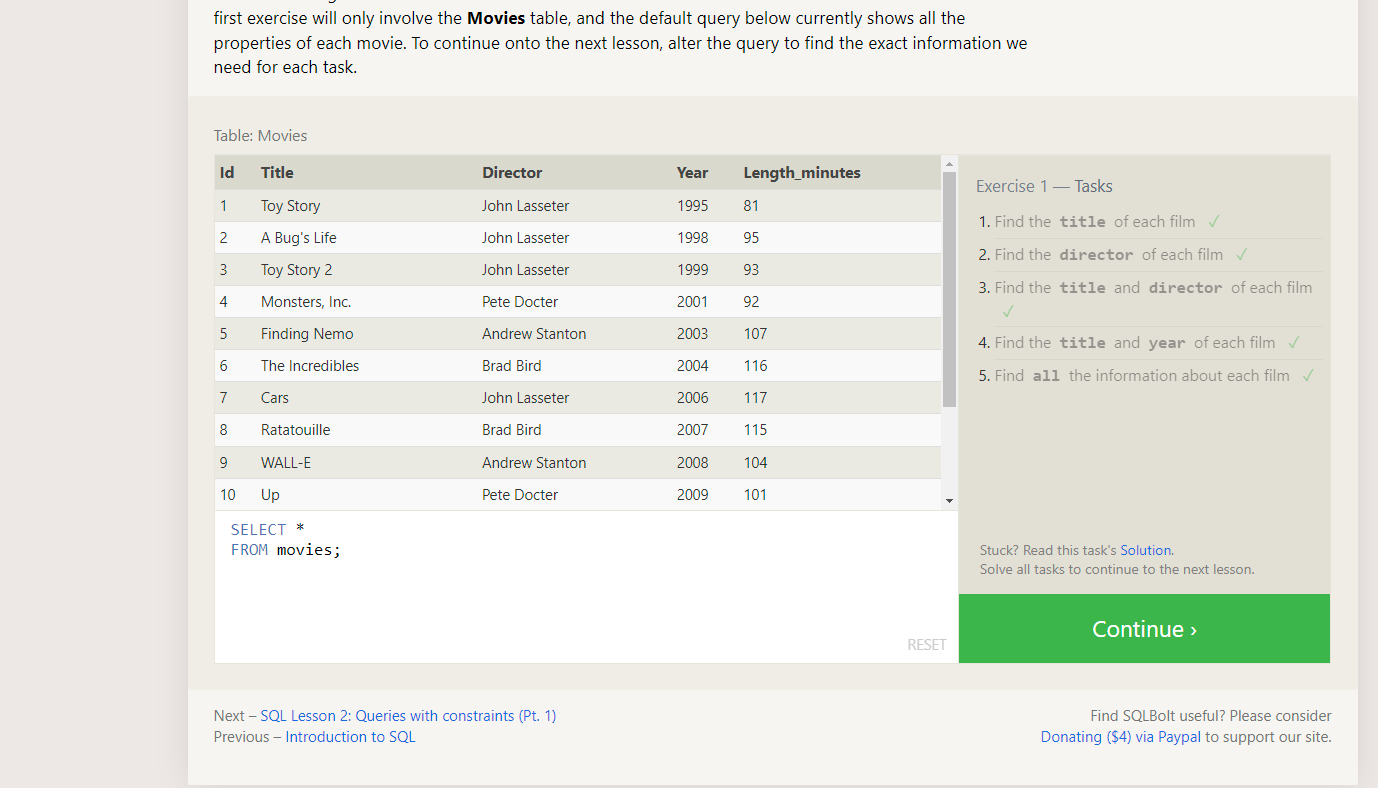 first exercise will only involve the Movies table, and the default query below currently shows all the
properties of each movie. To continue onto the next lesson, alter the query to find the exact information we
need for each task.
Table: Movies
Id Title Director Year Length_minutes
1 Toy Story John Lasseter 1995 81
2 A Bug's Life John Lasseter 1998 95
3 Toy Story 2 John Lasseter 1999 93
4 Monsters, Inc. Pete Docter 2001 92
5 Finding Nemo Andrew Stanton 2003 107
6 The Incredibles Brad Bird 2004 116
7 Cars John Lasseter 2006 117
8 Ratatouille Brad Bird 2007 115
9 WALL-E Andrew Stanton 2008 104
10 Up Pete Docter 2009 101
SELECT *
FROM movies;
RESET
Exercise 1 — Tasks
1. Find the title of each film ✓
2. Find the director of each film ✓
3. Find the title and director of each film
✓
4. Find the title and year of each film ✓
5. Find all the information about each film ✓
Stuck? Read this task's Solution.
Solve all tasks to continue to the next lesson.
Continue ›
Next – SQL Lesson 2: Queries with constraints (Pt. 1)
Previous – Introduction to SQL
Find SQLBolt useful? Please consider
Donating ($4) via Paypal to support our site.